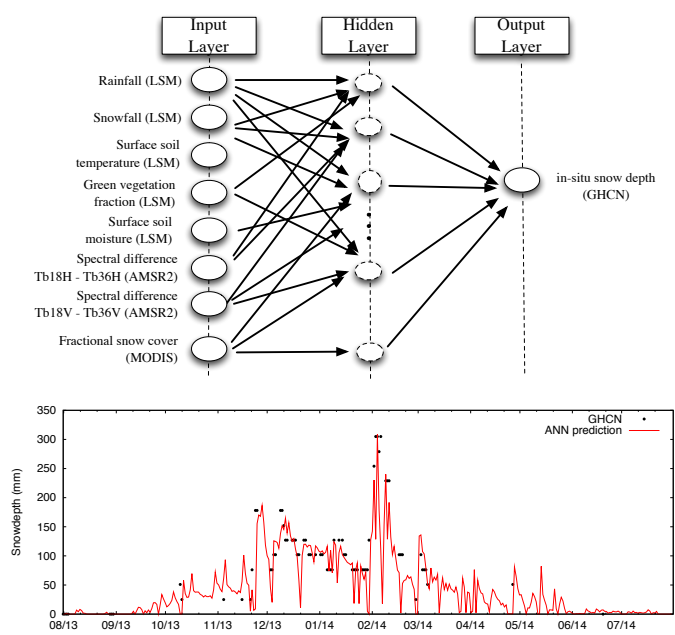 Input
Layer
Hidden
Layer
Output
Layer
Rainfall (LSM)
Snowfall (LSM)
Surface soil
temperature (LSM)
Green vegetation
fraction (LSM)
Surface soil
moisture (LSM)
Spectral difference
Tb18H - Tb36H (AMSR2)
Spectral difference
Tb18V - Tb36V (AMSR2)
Fractional snow cover
(MODIS)
in-situ snow depth
(GHCN)
350
300
250
200
150
100
50
0
Snowdepth (mm)
GHCN
ANN prediction
08/13 09/13 10/13 11/13 12/13 01/14 02/14 03/14 04/14 05/14 06/14 07/14